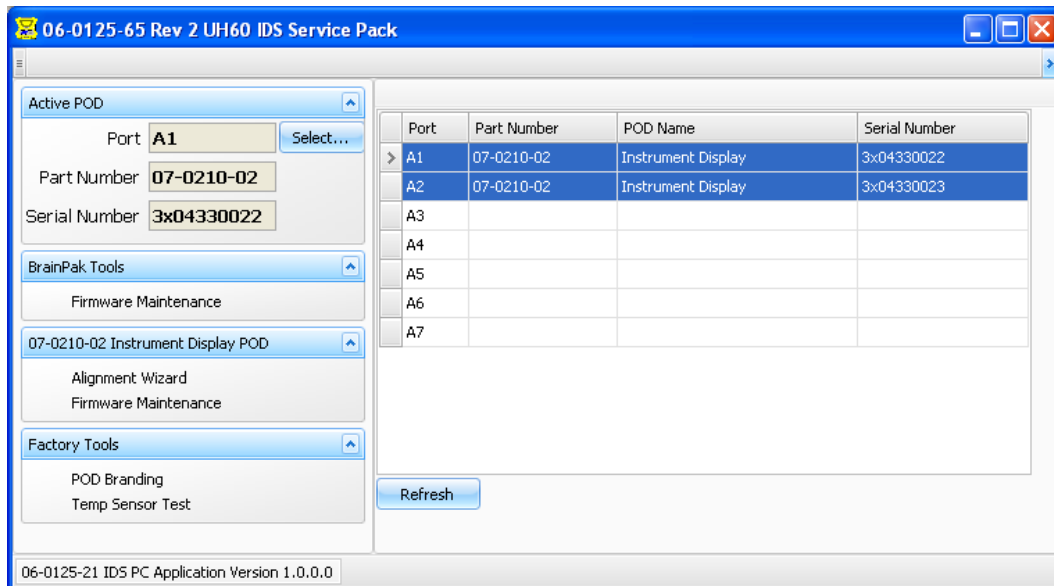 06-0125-65 Rev 2 UH60 IDS Service Pack
Active POD
Port A1 Select...
Part Number 07-0210-02
Serial Number 3x04330022
BrainPak Tools
Firmware Maintenance
07-0210-02 Instrument Display POD
Alignment Wizard
Firmware Maintenance
Factory Tools
POD Branding
Temp Sensor Test
Port Part Number POD Name Serial Number
A1 07-0210-02 Instrument Display 3x04330022
A2 07-0210-02 Instrument Display 3x04330023
A3
A4
A5
A6
A7
Refresh
06-0125-21 IDS PC Application Version 1.0.0.0